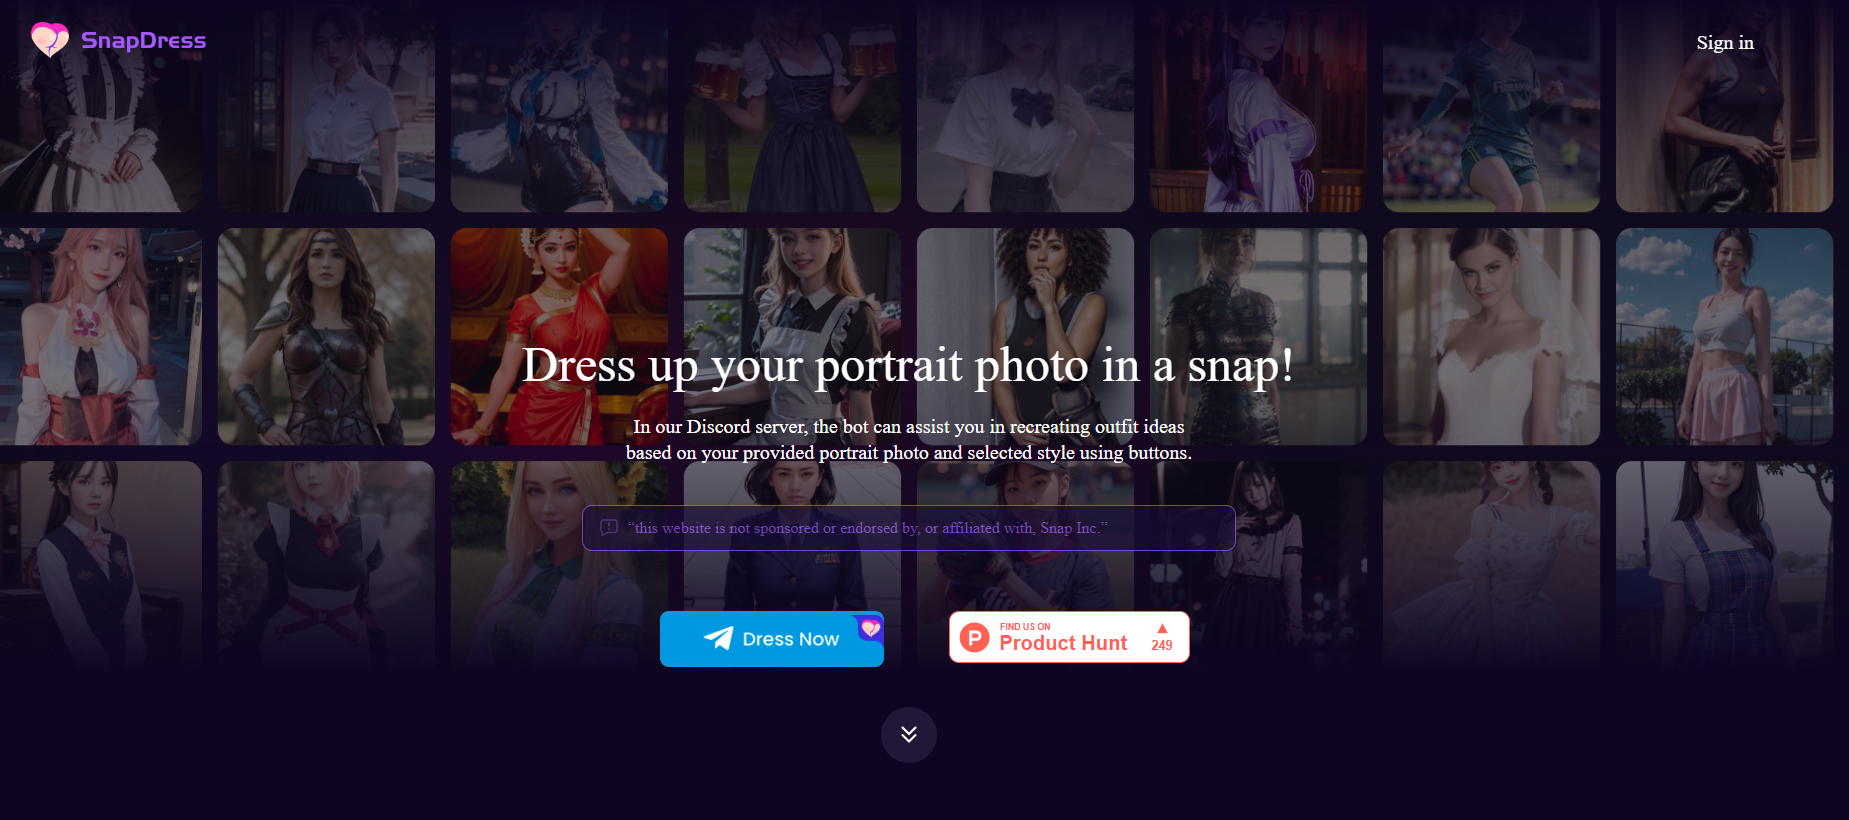 SnapDress
Sign in
Dress up your portrait photo in a snap!
In our Discord server, the bot can assist you in recreating outfit ideas
based on your provided portrait photo and selected style using buttons.
“this website is not sponsored or endorsed by, or affiliated with, Snap Inc.”
Dress Now
P
FIND US ON
Product Hunt
249